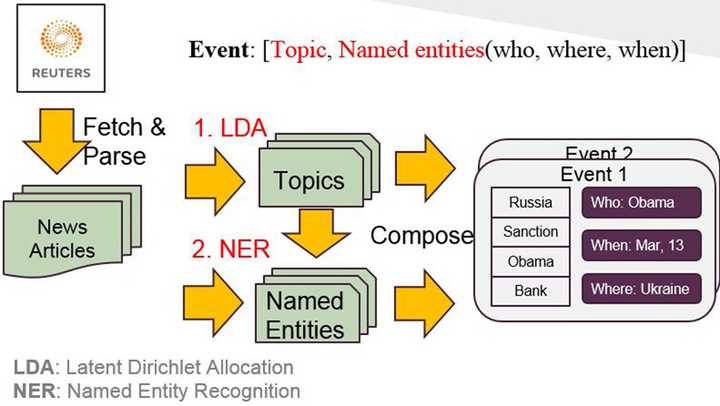 REUTERS
Event: [Topic, Named entities(who, where, when)]
Fetch &
Parse
1. LDA
Topics
News
Articles
2. NER
Named
Entities
Compose
Event 2
Event 1
Russia
Sanction
Obama
Bank
Who: Obama
When: Mar, 13
Where: Ukraine
LDA: Latent Dirichlet Allocation
NER: Named Entity Recognition